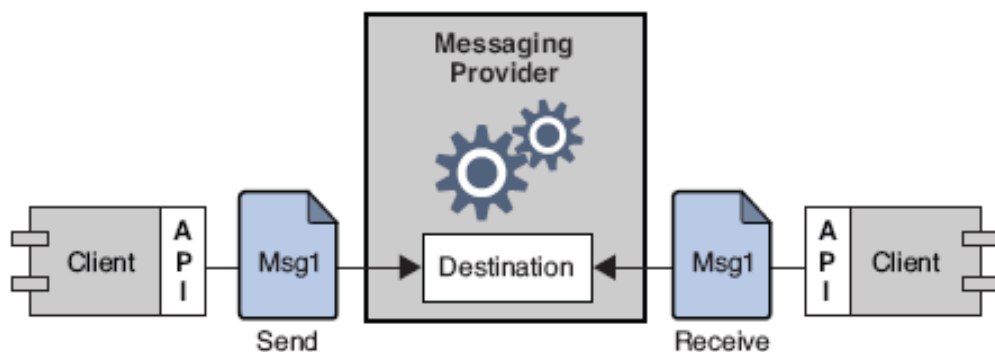 Messaging
Provider
Client
A
P
I
Msg1
Send
Destination
Msg1
Receive
A
P
I
Client